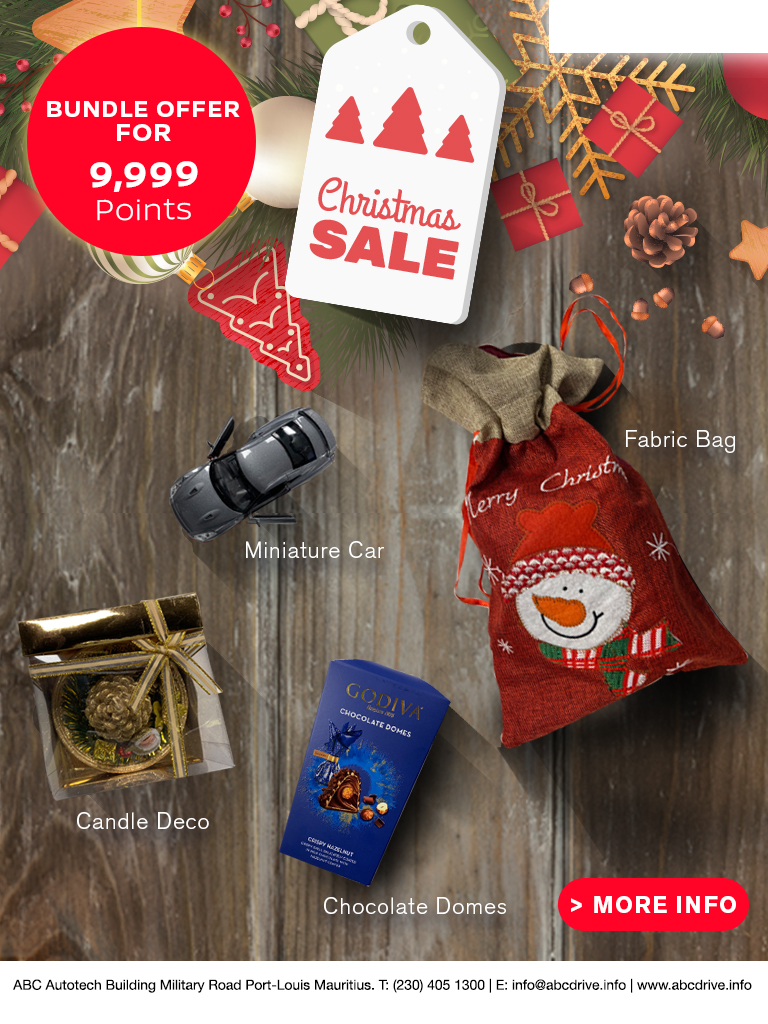 BUNDLE OFFER
FOR
9,999
Points
Christmas
SALE
Fabric Bag
Merry Christm
Miniature Car
GODIVA
CHOCOLATE DOMES
CRISPY HAZELNUT
Candle Deco
Chocolate Domes
> MORE INFO
ABC Autotech Building Military Road Port-Louis Mauritius. T: (230) 405 1300 | E: info@abcdrive.info | www.abcdrive.info